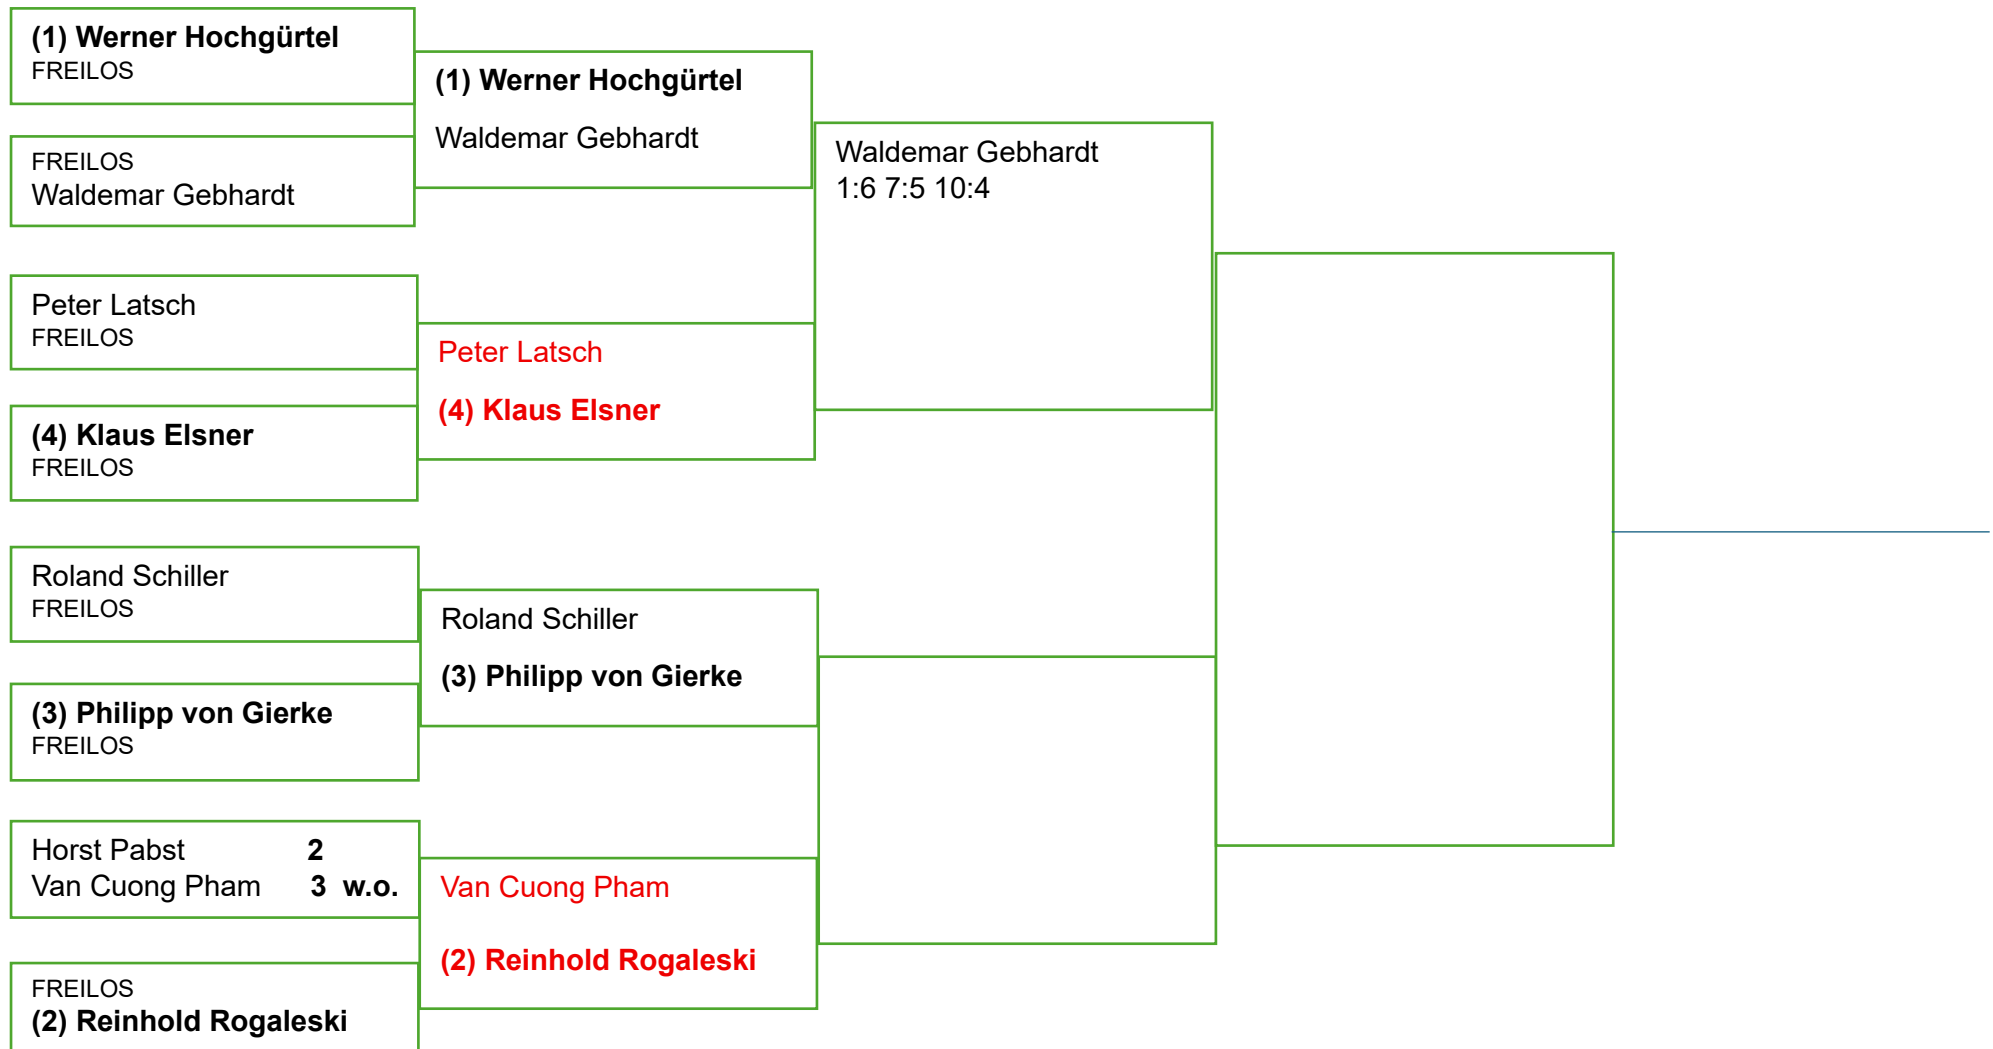 (1) Werner Hochgürtel
FREILOS
FREILOS
Waldemar Gebhardt
Peter Latsch
FREILOS
(4) Klaus Elsner
FREILOS
Roland Schiller
FREILOS
(3) Philipp von Gierke
FREILOS
Horst Pabst 2
Van Cuong Pham 3 w.o.
FREILOS
(2) Reinhold Rogaleski
(1) Werner Hochgürtel
Waldemar Gebhardt
Peter Latsch
(4) Klaus Elsner
Roland Schiller
(3) Philipp von Gierke
Van Cuong Pham
(2) Reinhold Rogaleski
Waldemar Gebhardt
1:6 7:5 10:4